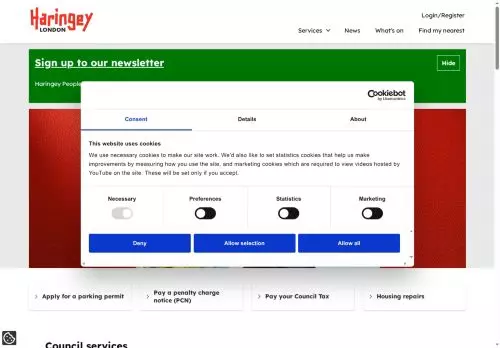 Haringey
LONDON
Login/Register
Services
News
What's on
Find my nearest
Sign up to our newsletter
Hide
Haringey People
Cookiebot
by Usercentrics
Consent
Details
About
This website uses cookies
We use necessary cookies to make our site work. We'd also like to set statistics cookies that help us make
improvements by measuring how you use the site, and marketing cookies which are required to view videos hosted by
YouTube on the site. These will be set only if you accept.
Necessary
Preferences
Statistics
Marketing
Deny
Allow selection
Allow all
Apply for a parking permit
Pay a penalty charge
notice (PCN)
Pay your Council Tax
Housing repairs
Council services